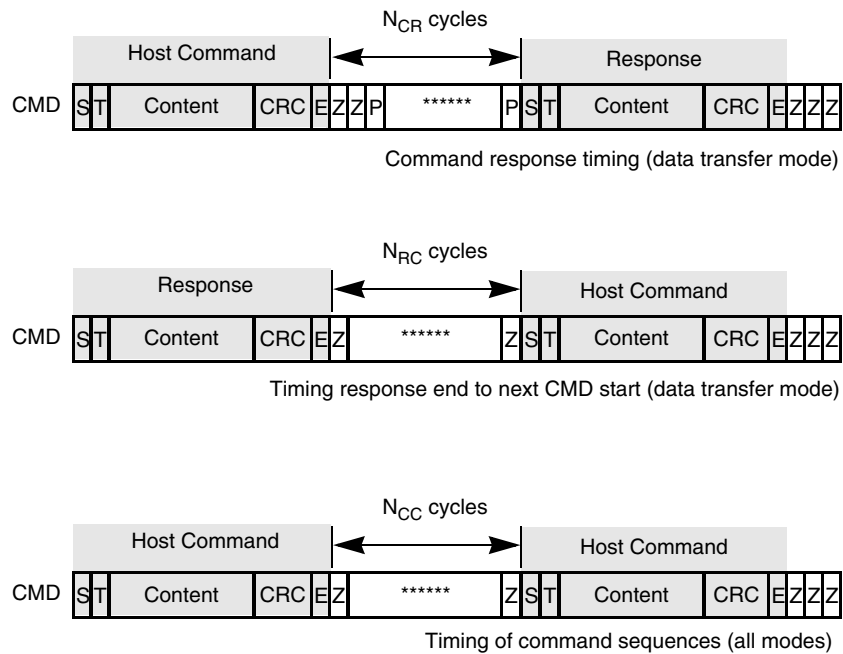 N_CR cycles
Host Command Response
CMD S T Content CRC E Z Z P ****** P S T Content CRC E Z Z Z
Command response timing (data transfer mode)
N_RC cycles
Response Host Command
CMD S T Content CRC E Z ****** Z S T Content CRC E Z Z Z
Timing response end to next CMD start (data transfer mode)
N_CC cycles
Host Command Host Command
CMD S T Content CRC E Z ****** Z S T Content CRC E Z Z Z
Timing of command sequences (all modes)